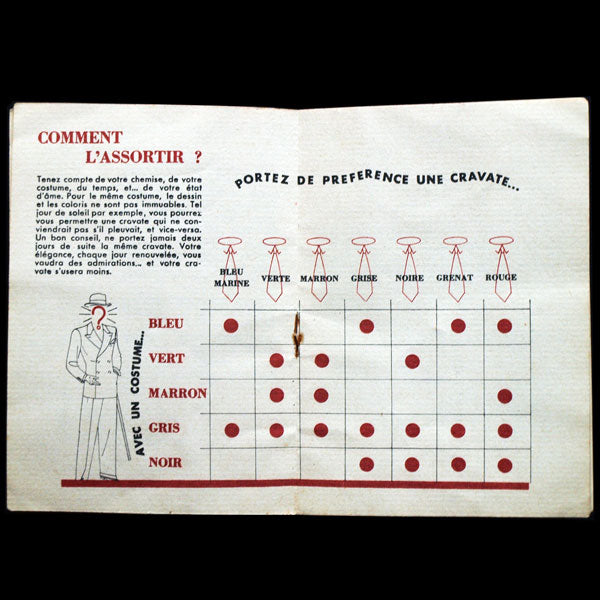 COMMENT
L'ASSORTIR ?
Tenez compte de votre chemise, de votre
costume, du temps, et... de votre état
d'âme. Pour le même costume, le dessin
et les coloris ne sont pas immuables. Tel
jour de soleil par exemple, vous pourrez
vous permettre une cravate qui ne con-
viendrait pas s'il pleuvait, et vice-versa.
Un bon conseil, ne portez jamais deux
jours de suite la même cravate. Votre
élégance, chaque jour renouvelée, vous
vaudra des admirations... et votre cra-
vate s'usera moins.
PORTEZ DE PREFERENCE UNE CRAVATE...
BLEU
MARINE
VERTE
MARRON
GRISE
NOIRE
GRENAT
ROUGE
?
AVEC UN COSTUME...
BLEU
VERT
MARRON
GRIS
NOIR